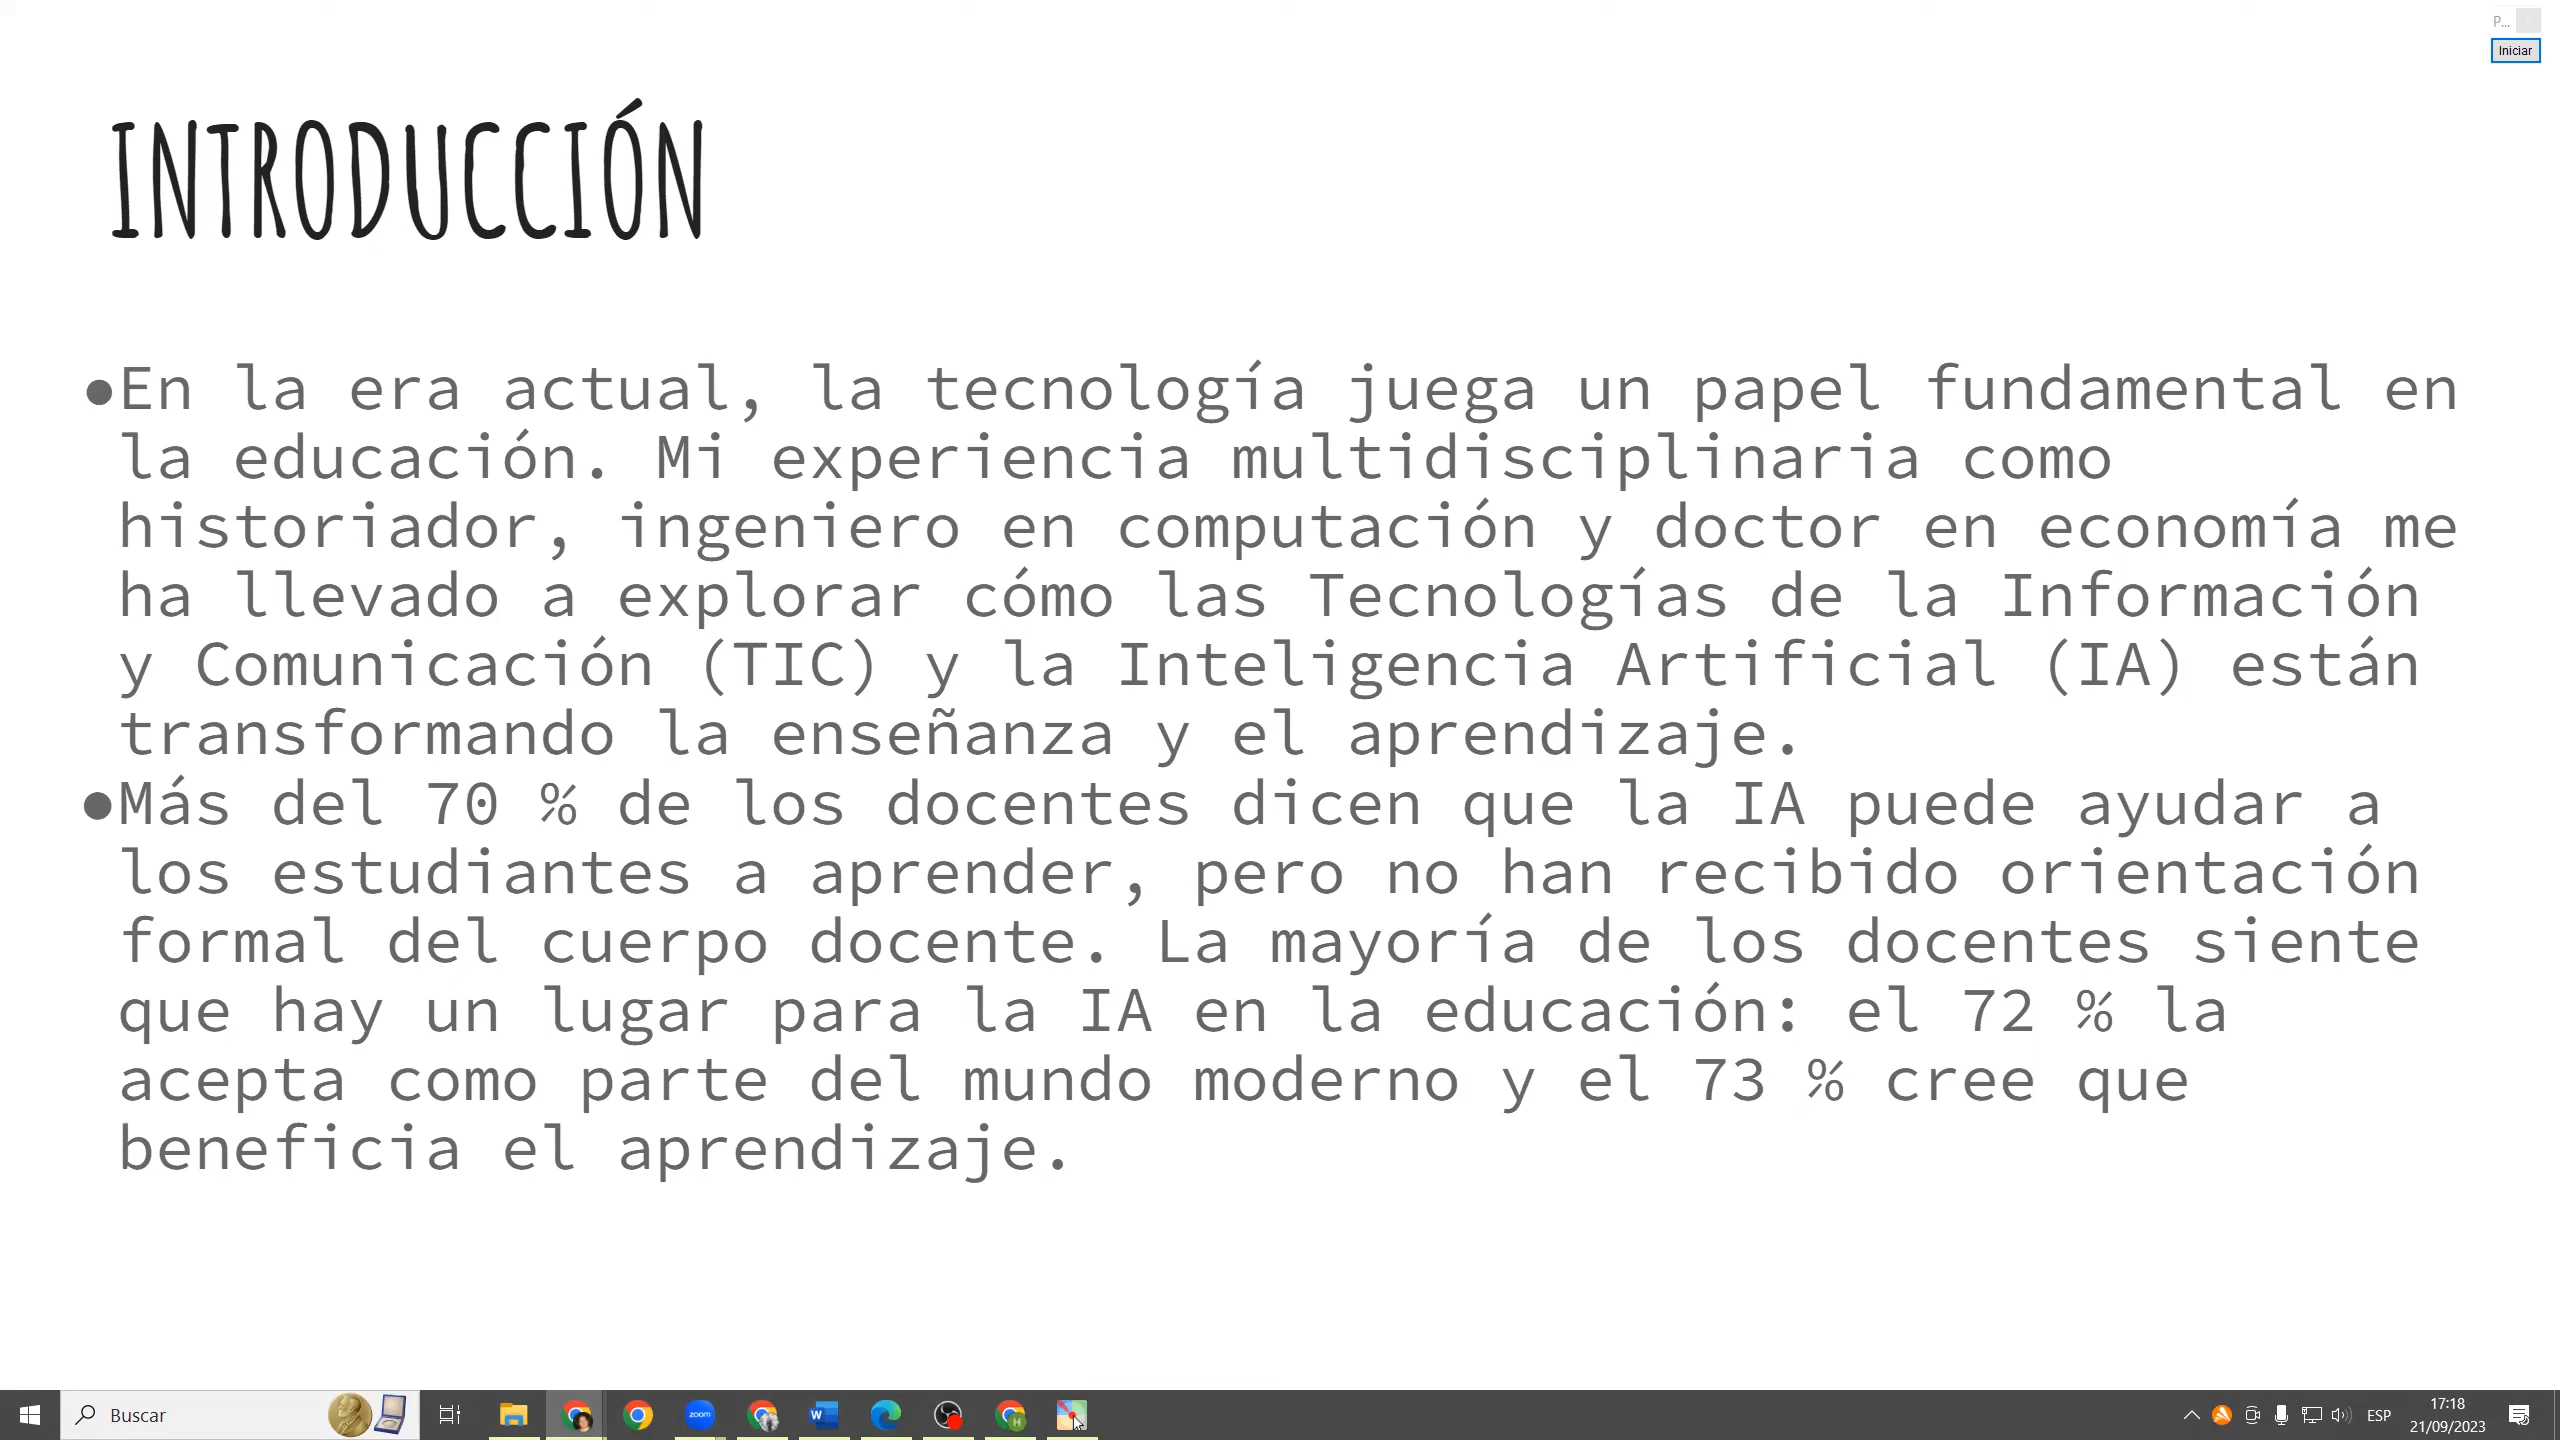 P...
Iniciar
INTRODUCCIÓN
●En la era actual, la tecnología juega un papel fundamental en
la educación. Mi experiencia multidisciplinaria como
historiador, ingeniero en computación y doctor en economía me
ha llevado a explorar cómo las Tecnologías de la Información
y Comunicación (TIC) y la Inteligencia Artificial (IA) están
transformando la enseñanza y el aprendizaje.
●Más del 70 % de los docentes dicen que la IA puede ayudar a
los estudiantes a aprender, pero no han recibido orientación
formal del cuerpo docente. La mayoría de los docentes siente
que hay un lugar para la IA en la educación: el 72 % la
acepta como parte del mundo moderno y el 73 % cree que
beneficia el aprendizaje.
Buscar
zoom
W
H
ESP
17:18
21/09/2023